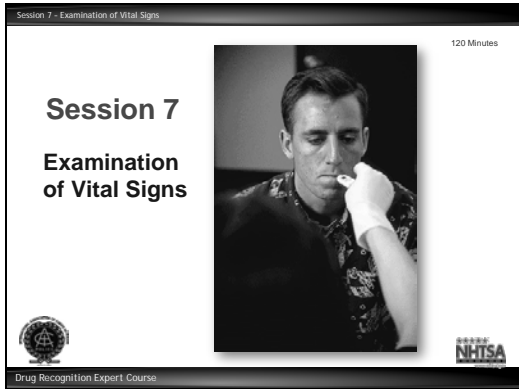 Session 7 - Examination of Vital Signs
120 Minutes
Session 7
Examination
of Vital Signs
NHTSA
Drug Recognition Expert Course